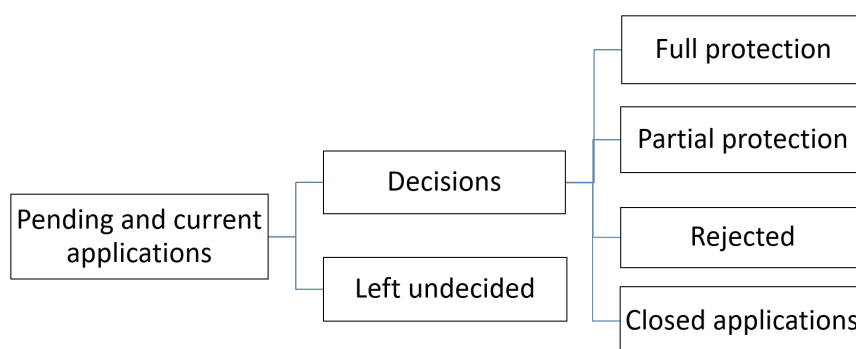 Pending and current
applications
Decisions
Left undecided
Full protection
Partial protection
Rejected
Closed applications